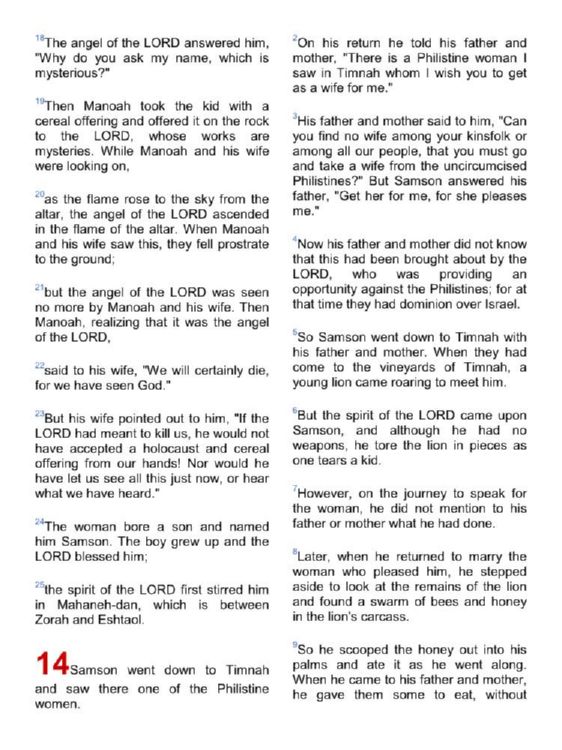 18The angel of the LORD answered him,
"Why do you ask my name, which is
mysterious?"
19Then Manoah took the kid with a
cereal offering and offered it on the rock
to the LORD, whose works are
mysteries. While Manoah and his wife
were looking on,
20as the flame rose to the sky from the
altar, the angel of the LORD ascended
in the flame of the altar. When Manoah
and his wife saw this, they fell prostrate
to the ground;
21but the angel of the LORD was seen
no more by Manoah and his wife. Then
Manoah, realizing that it was the angel
of the LORD,
22said to his wife, "We will certainly die,
for we have seen God."
23But his wife pointed out to him, "If the
LORD had meant to kill us, he would not
have accepted a holocaust and cereal
offering from our hands! Nor would he
have let us see all this just now, or hear
what we have heard."
24The woman bore a son and named
him Samson. The boy grew up and the
LORD blessed him;
25the spirit of the LORD first stirred him
in Mahaneh-dan, which is between
Zorah and Eshtaol.
14Samson went down to Timnah
and saw there one of the Philistine
women.
2On his return he told his father and
mother, "There is a Philistine woman I
saw in Timnah whom I wish you to get
as a wife for me."
3His father and mother said to him, "Can
you find no wife among your kinsfolk or
among all our people, that you must go
and take a wife from the uncircumcised
Philistines?" But Samson answered his
father, "Get her for me, for she pleases
me."
4Now his father and mother did not know
that this had been brought about by the
LORD, who was providing an
opportunity against the Philistines; for at
that time they had dominion over Israel.
5So Samson went down to Timnah with
his father and mother. When they had
come to the vineyards of Timnah, a
young lion came roaring to meet him.
6But the spirit of the LORD came upon
Samson, and although he had no
weapons, he tore the lion in pieces as
one tears a kid.
7However, on the journey to speak for
the woman, he did not mention to his
father or mother what he had done.
8Later, when he returned to marry the
woman who pleased him, he stepped
aside to look at the remains of the lion
and found a swarm of bees and honey
in the lion's carcass.
9So he scooped the honey out into his
palms and ate it as he went along.
When he came to his father and mother,
he gave them some to eat, without